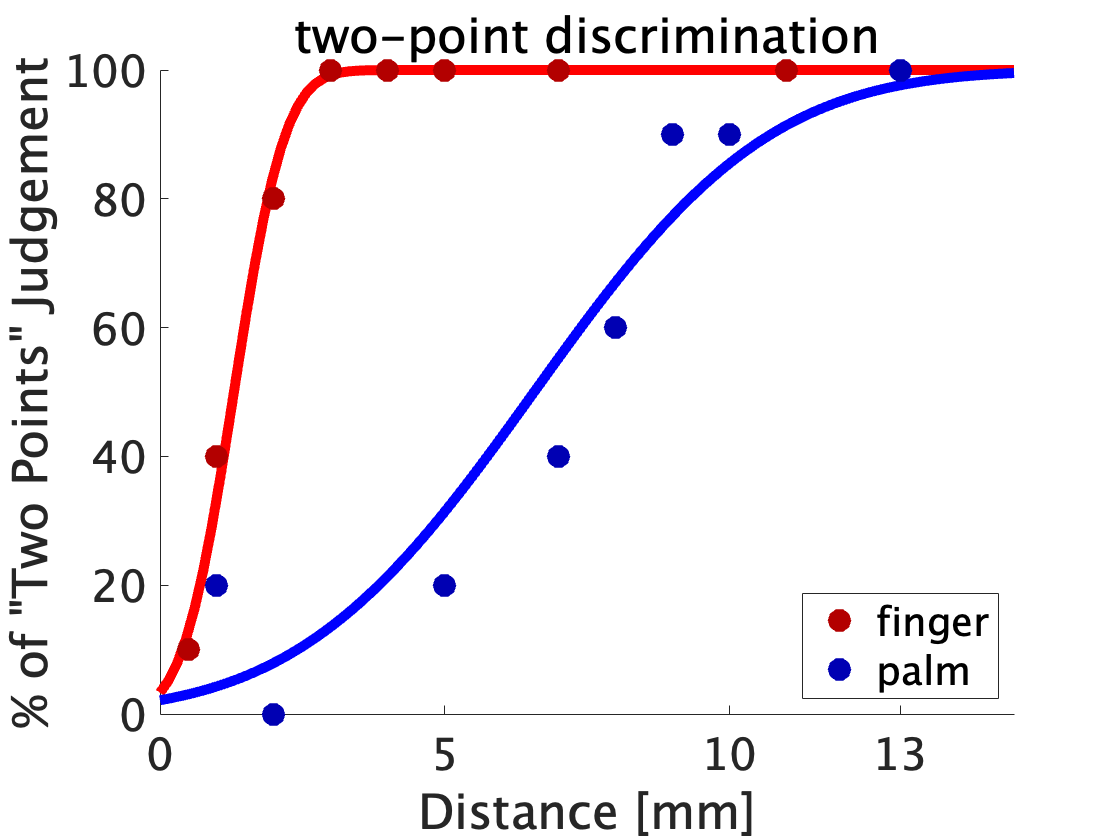 two-point discrimination
% of "Two Points" Judgement
100
80
60
40
20
0
0 5 10 13
Distance [mm]
finger
palm